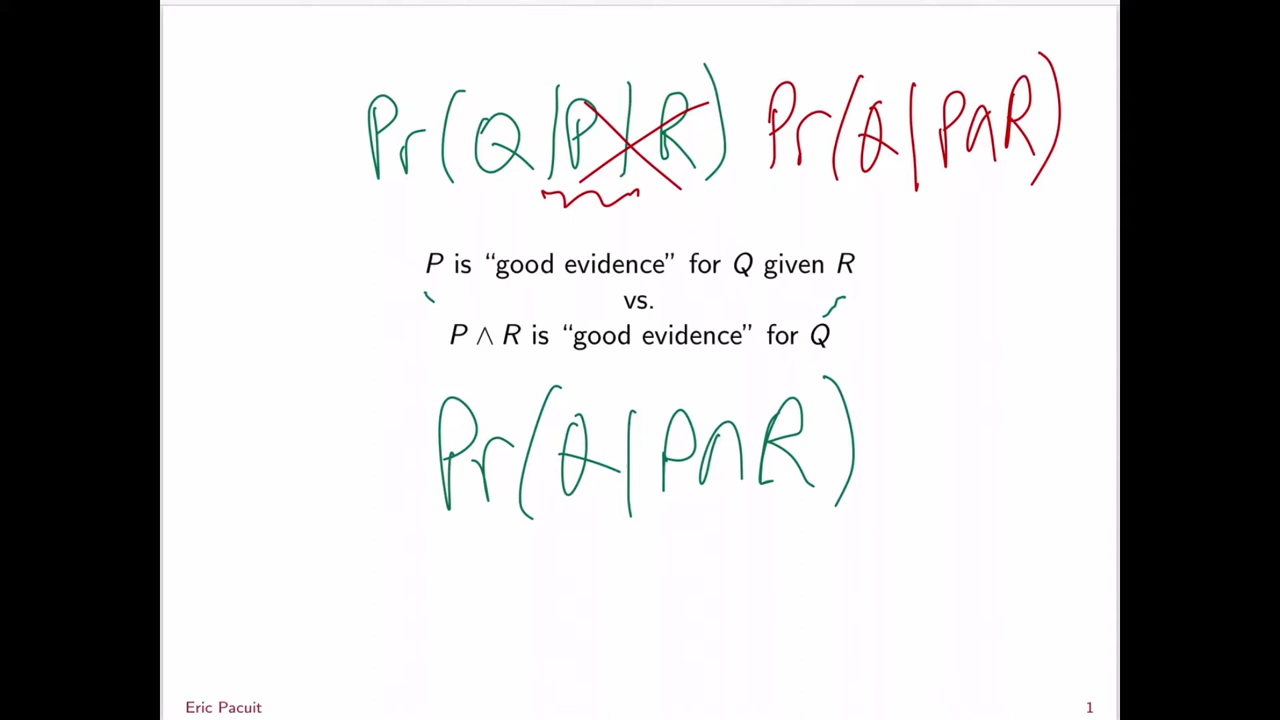 Pr(Q|P|R) Pr(Q|P∧R)
P is “good evidence” for Q given R
vs.
P ∧ R is “good evidence” for Q
Pr(Q|P∧R)
Eric Pacuit 1